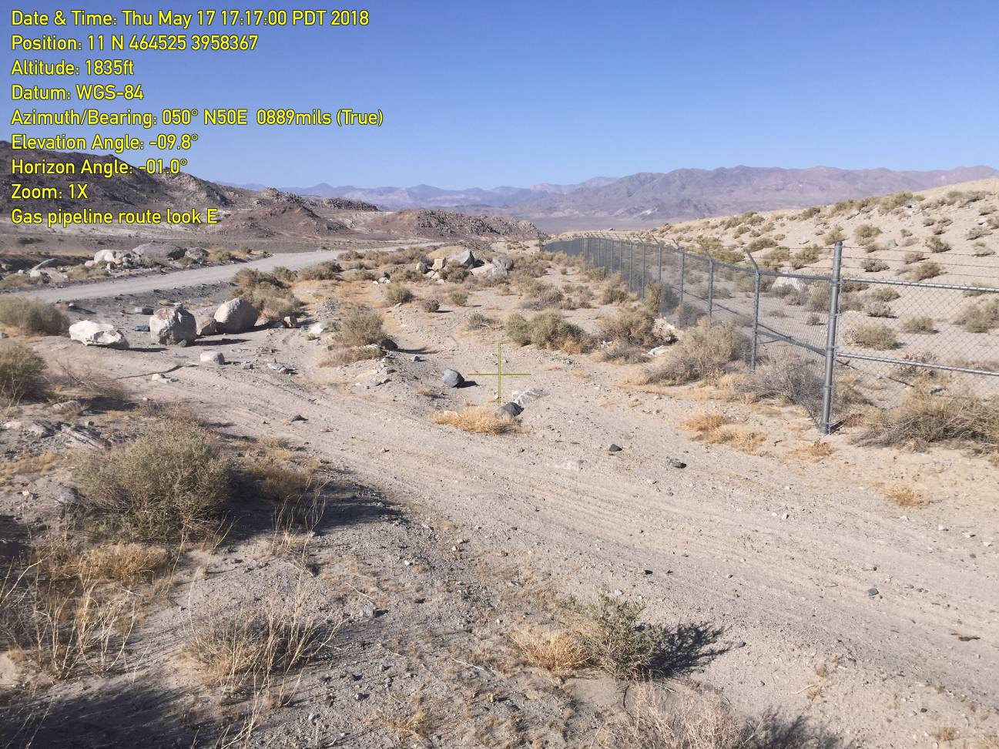 Date & Time: Thu May 17 17:17:00 PDT 2018
Position: 11 N 464525 3958367
Altitude: 1835ft
Datum: WGS-84
Azimuth/Bearing: 050° N50E 0889mils (True)
Elevation Angle: -09.8°
Horizon Angle: -01.0°
Zoom: 1X
Gas pipeline route look E